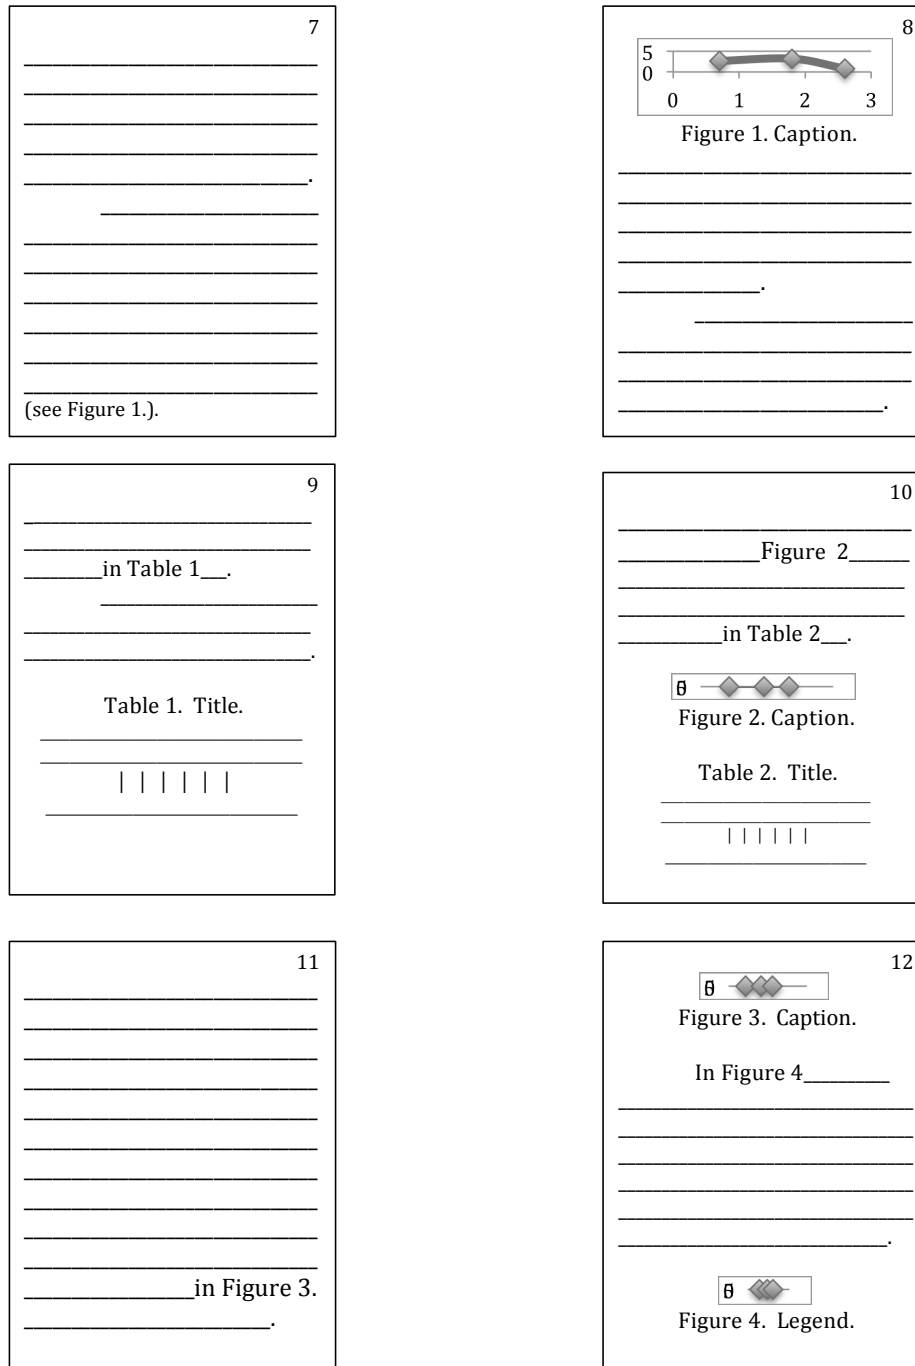 7
(see Figure 1.).
8
5
0
0 1 2 3
Figure 1. Caption.
9
in Table 1
Table 1. Title.
10
Figure 2
in Table 2
Figure 2. Caption.
Table 2. Title.
11
in Figure 3.
12
Figure 3. Caption.
In Figure 4
Figure 4. Legend.